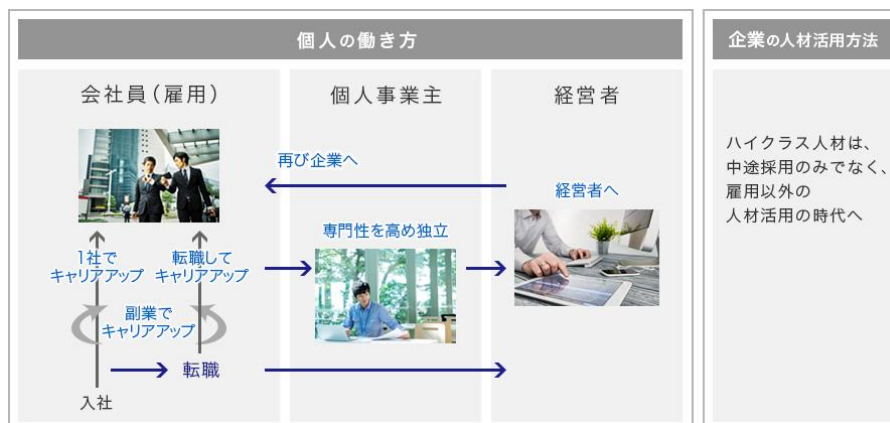 個人の働き方
会社員(雇用)
個人事業主
経営者
再び企業へ
経営者へ
専門性を高め独立
1社で
キャリアアップ
転職して
キャリアアップ
副業で
キャリアアップ
転職
入社
企業の人材活用方法
ハイクラス人材は、
中途採用のみでなく、
雇用以外の
人材活用の時代へ